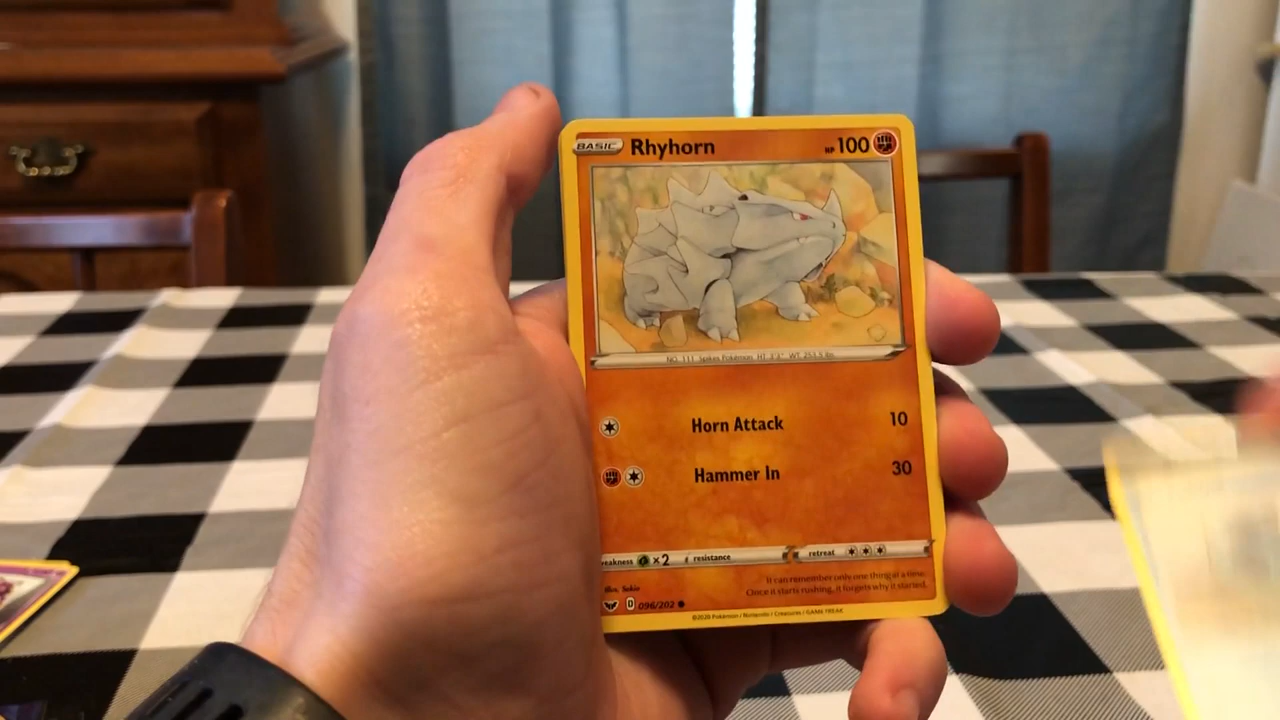 BASIC Rhyhorn HP 100
NO. 111 Spikes Pokémon HT. 3'3" WT. 253.5 lbs.
Horn Attack 10
Hammer In 30
eakness ×2 resistance retreat
It can remember only one thing at a time.
Once it starts rushing, it forgets why it started.
Illus. Sekio
D 096/202
©2020 Pokémon / Nintendo / Creatures / GAME FREAK